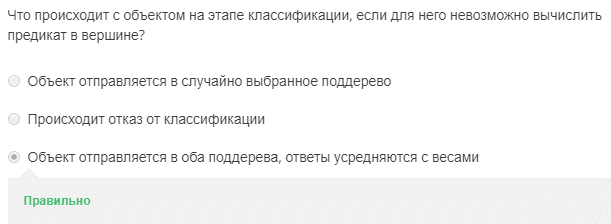 Что происходит с объектом на этапе классификации, если для него невозможно вычислить
предикат в вершине?
Объект отправляется в случайно выбранное поддерево
Происходит отказ от классификации
Объект отправляется в оба поддерева, ответы усредняются с весами
Правильно